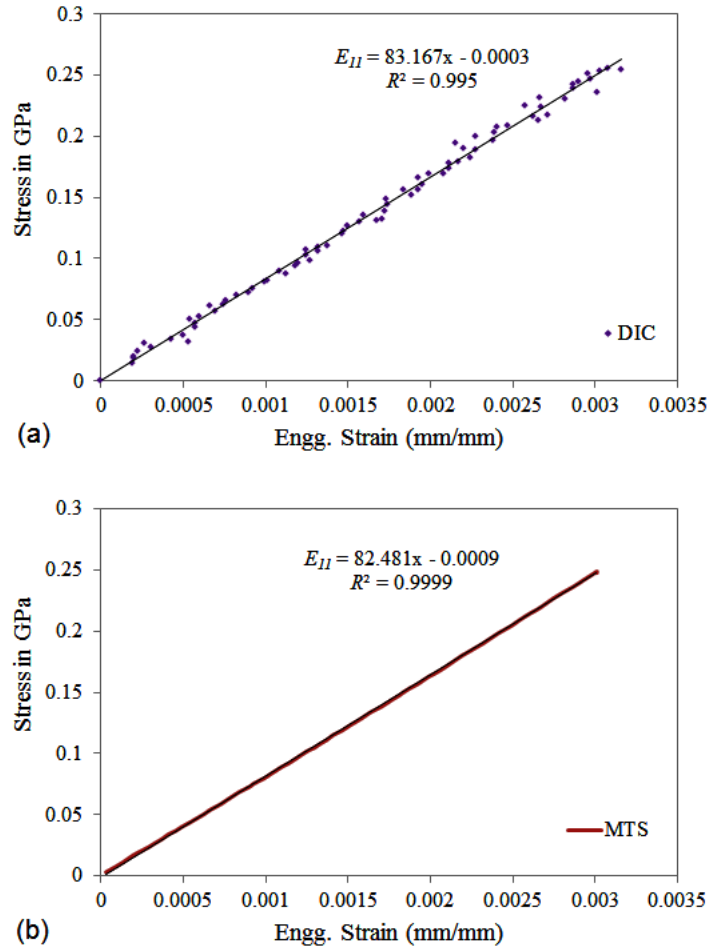 E₁₁ = 83.167x - 0.0003
R² = 0.995
Stress in GPa
0.3
0.25
0.2
0.15
0.1
0.05
0
DIC
0 0.0005 0.001 0.0015 0.002 0.0025 0.003 0.0035
Engg. Strain (mm/mm)
(a)
E₁₁ = 82.481x - 0.0009
R² = 0.9999
Stress in GPa
0.3
0.25
0.2
0.15
0.1
0.05
0
MTS
0 0.0005 0.001 0.0015 0.002 0.0025 0.003 0.0035
Engg. Strain (mm/mm)
(b)